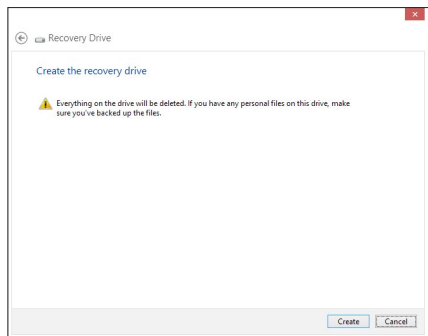 Recovery Drive
Create the recovery drive
Everything on the drive will be deleted. If you have any personal files on this drive, make
sure you've backed up the files.
Create Cancel